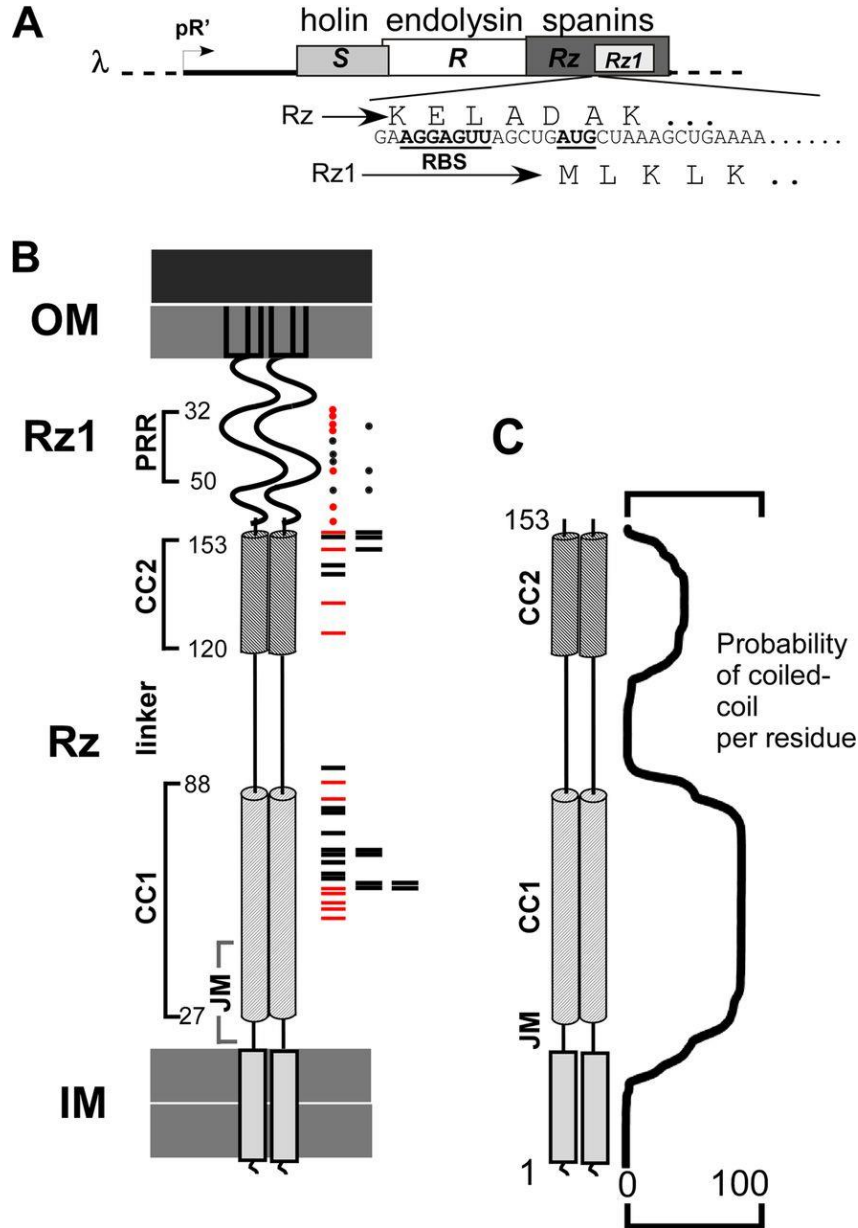 A
holin endolysin spanins
pR'
λ
S R Rz Rz1
Rz K E L A D A K ...
GAAGGAGUUAGCUGAUGCUAAAGCUGAAAA......
RBS
Rz1 M L K L K ..
B
OM
Rz1
PRR
32
50
CC2
153
120
linker
Rz
88
CC1
JM
27
IM
C
153
CC2
Probability
of coiled-
coil
per residue
CC1
JM
1
0 100